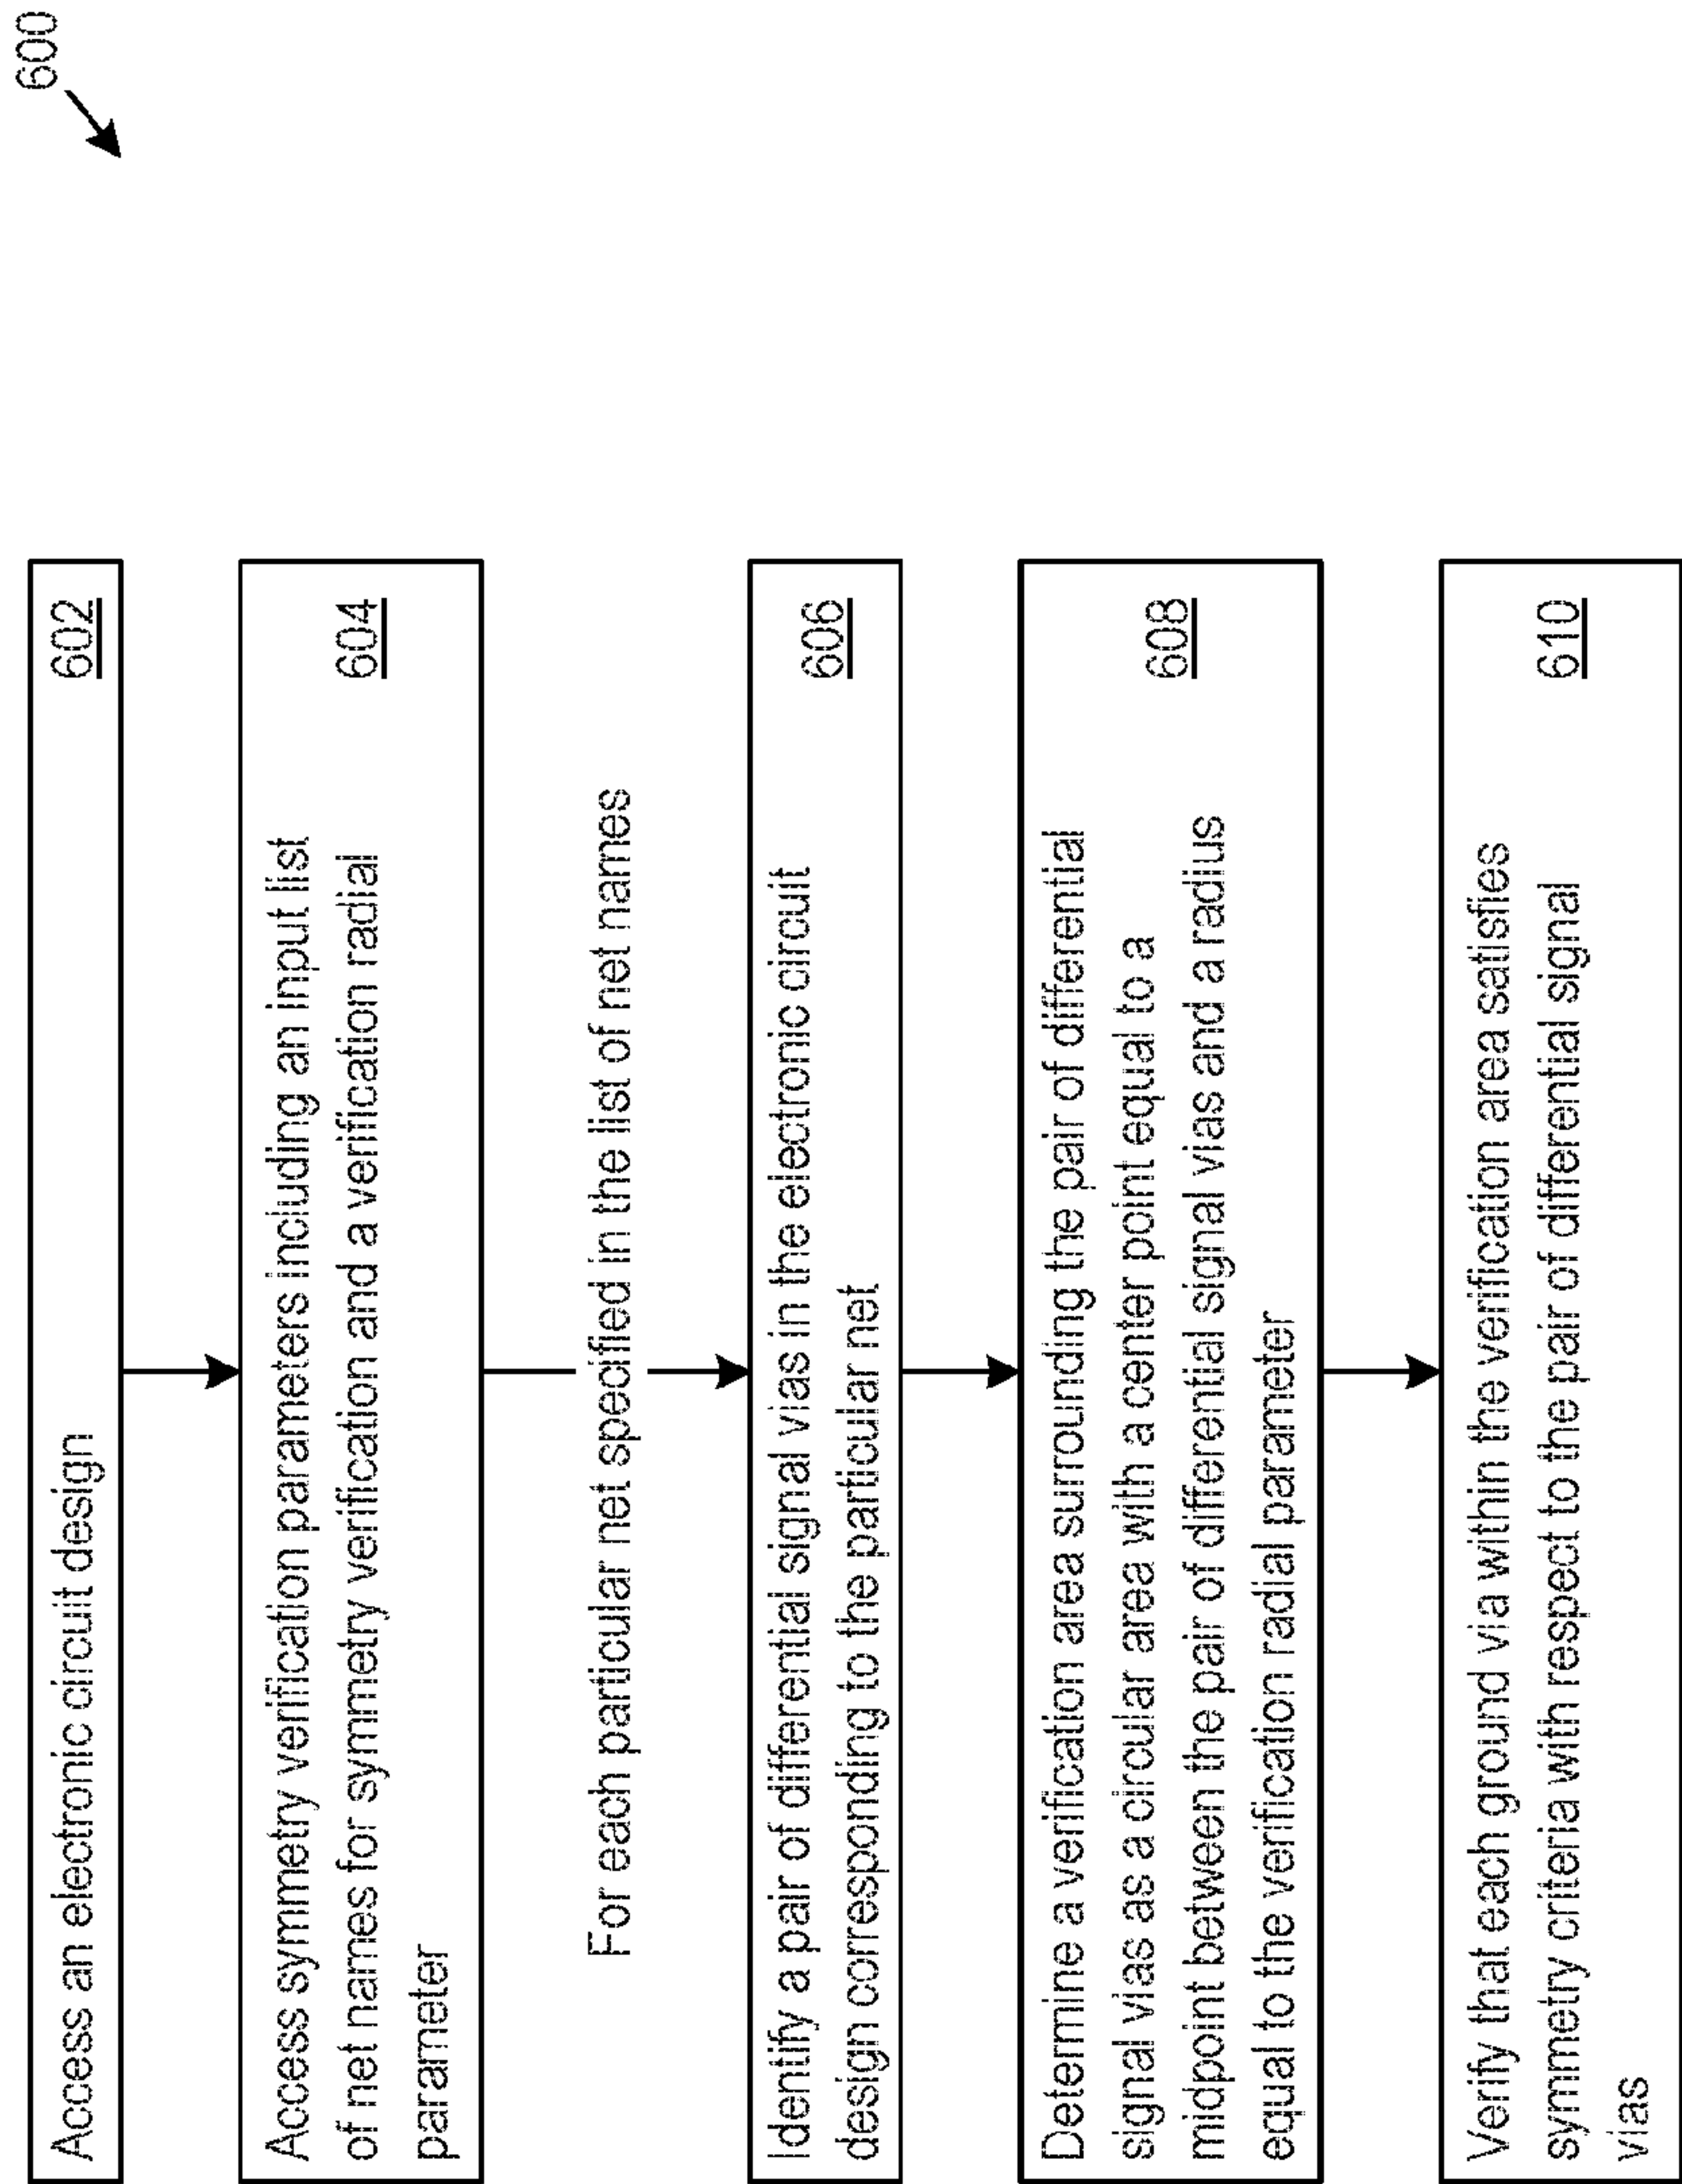 600
Access an electronic circuit design
602
Access symmetry verification parameters including an input list
of net names for symmetry verification and a verification radial
parameter
604
For each particular net specified in the list of net names
Identify a pair of differential signal vias in the electronic circuit
design corresponding to the particular net
606
Determine a verification area surrounding the pair of differential
signal vias as a circular area with a center point equal to a
midpoint between the pair of differential signal vias and a radius
equal to the verification radial parameter
608
Verify that each ground via within the verification area satisfies
symmetry criteria with respect to the pair of differential signal
vias
610